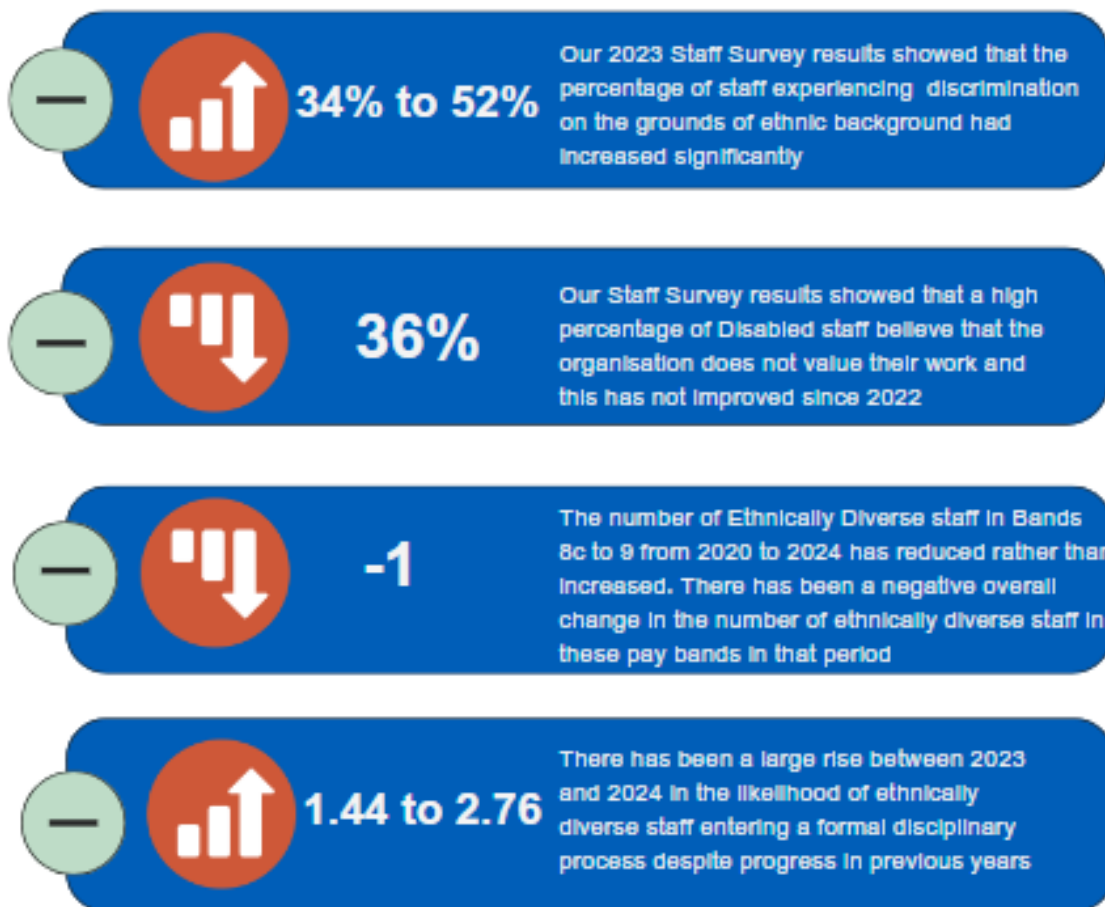 34% to 52%
Our 2023 Staff Survey results showed that the
percentage of staff experiencing discrimination
on the grounds of ethnic background had
increased significantly
36%
Our Staff Survey results showed that a high
percentage of Disabled staff believe that the
organisation does not value their work and
this has not improved since 2022
-1
The number of Ethnically Diverse staff in Bands
8c to 9 from 2020 to 2024 has reduced rather than
increased. There has been a negative overall
change in the number of ethnically diverse staff in
these pay bands in that period
1.44 to 2.76
There has been a large rise between 2023
and 2024 in the likelihood of ethnically
diverse staff entering a formal disciplinary
process despite progress in previous years